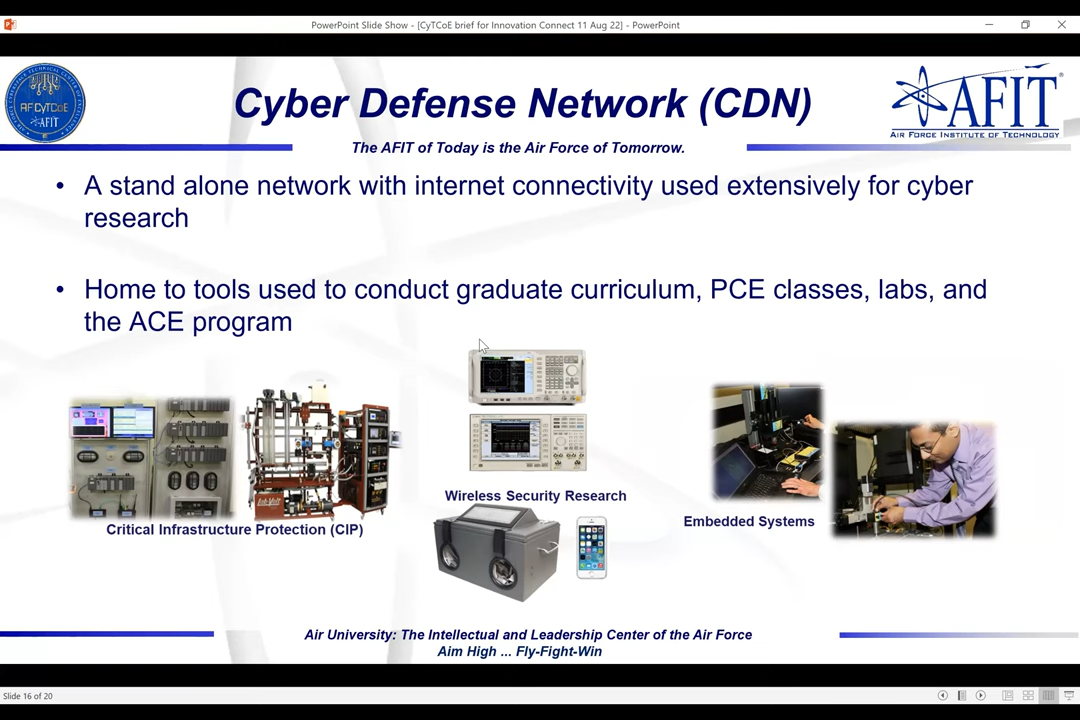 PowerPoint Slide Show - [CyTCoE brief for Innovation Connect 11 Aug 22] - PowerPoint
AF CyTCoE
AFIT
Cyber Defense Network (CDN)
AFIT
AIR FORCE INSTITUTE OF TECHNOLOGY
The AFIT of Today is the Air Force of Tomorrow.
• A stand alone network with internet connectivity used extensively for cyber
research
• Home to tools used to conduct graduate curriculum, PCE classes, labs, and
the ACE program
Lab-Volt
Critical Infrastructure Protection (CIP)
Wireless Security Research
Embedded Systems
Air University: The Intellectual and Leadership Center of the Air Force
Aim High ... Fly-Fight-Win
Slide 16 of 20